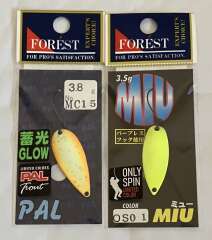 FOREST
FOR PRO'S SATISFACTION.
EXPERT'S CHOICE!
3.8 g
No. MC15
蓄光
GLOW
PAL
Trout
PAL
FOREST
FOR PRO'S SATISFACTION.
EXPERT'S CHOICE!
3.5g
MIU
バーブレス
フック
ONLY
SPIN
COLOR
ミュー
MIU
COLOR
OS01